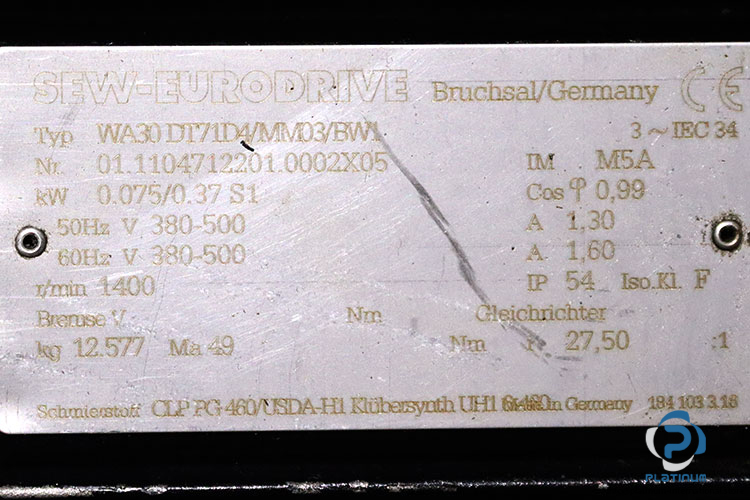 SEW-EURODRIVE Bruchsal/Germany CE
Typ WA30 DT71D4/MM03/BW1 3 ~ IEC 34
Nr. 01.1104712201.0002X05 IM M5A
kW 0.075/0.37 S1 Cos φ 0,99
50Hz V 380-500 A 1,30
60Hz V 380-500 A 1,60
r/min 1400 IP 54 Iso.Kl. F
Bremse V Nm Gleichrichter
kg 12.577 Ma 49 Nm i 27,50 :1
Schmierstoff CLP PG 460/USDA-H1 Klübersynth UH1 6-460 Made in Germany 184 103 3.16
PLATINUM